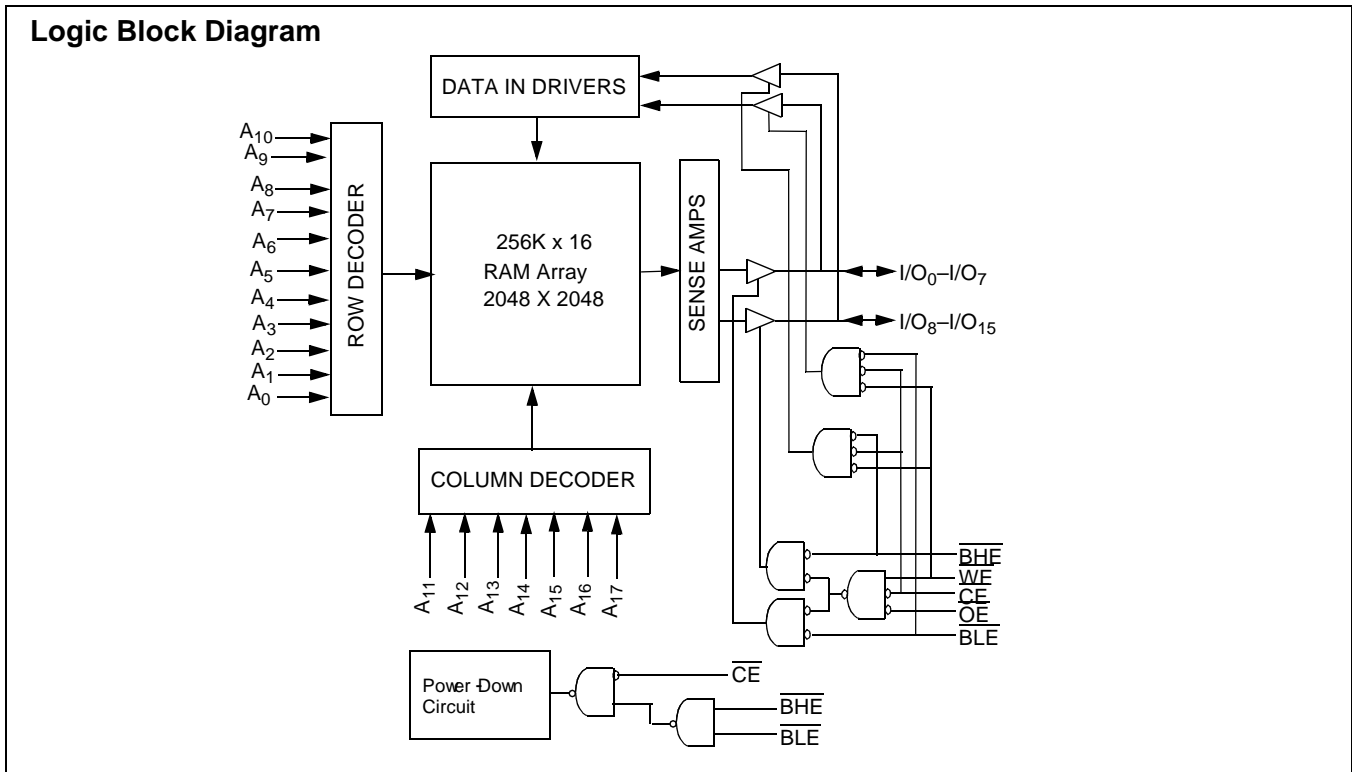 Logic Block Diagram
DATA IN DRIVERS
A10
A9
A8
A7
A6
A5
A4
A3
A2
A1
A0
ROW DECODER
256K x 16
RAM Array
2048 X 2048
SENSE AMPS
I/O0–I/O7
I/O8–I/O15
COLUMN DECODER
A11
A12
A13
A14
A15
A16
A17
BHE
WE
CE
OE
BLE
Power -Down
Circuit
CE
BHE
BLE